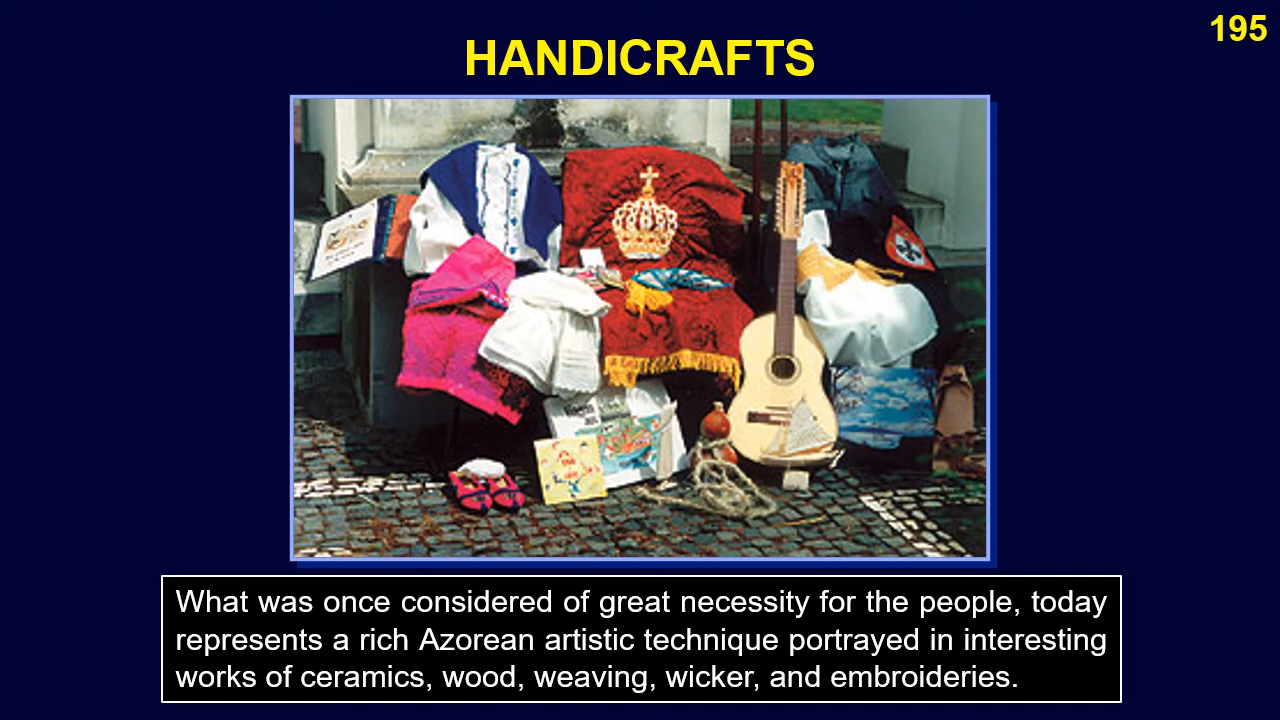 195
HANDICRAFTS
What was once considered of great necessity for the people, today
represents a rich Azorean artistic technique portrayed in interesting
works of ceramics, wood, weaving, wicker, and embroideries.